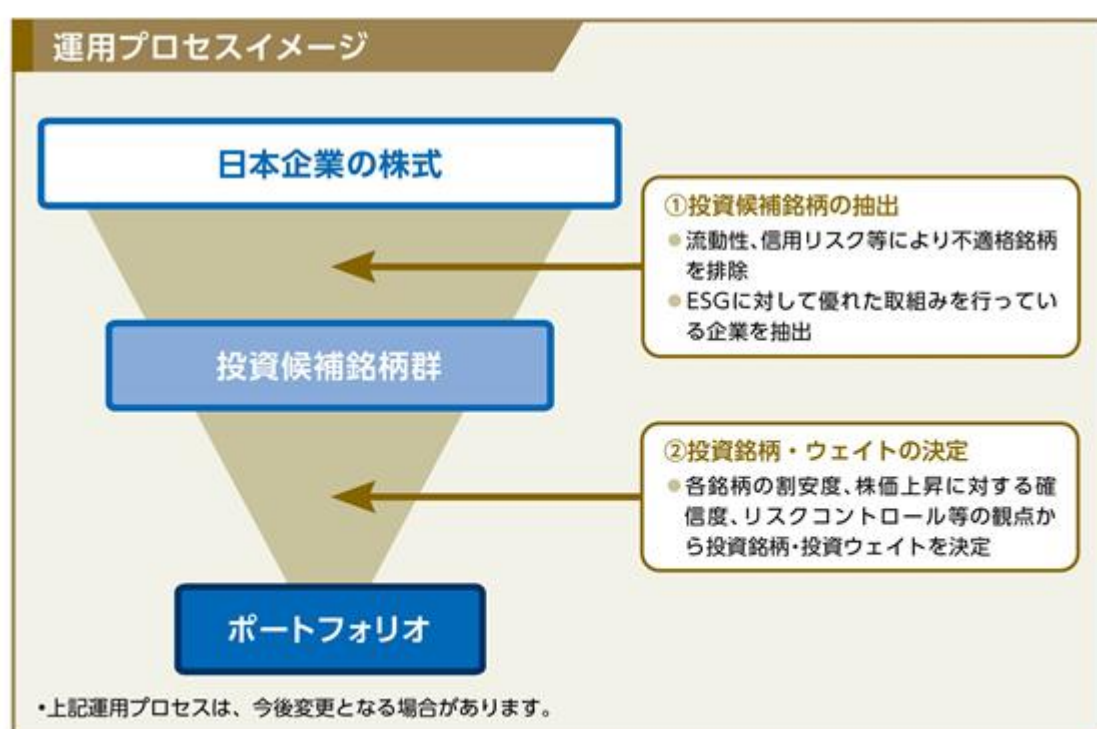 運用プロセスイメージ
日本企業の株式
①投資候補銘柄の抽出
●流動性、信用リスク等により不適格銘柄
を排除
●ESGに対して優れた取組みを行ってい
る企業を抽出
投資候補銘柄群
②投資銘柄・ウェイトの決定
●各銘柄の割安度、株価上昇に対する確
信度、リスクコントロール等の観点か
ら投資銘柄・投資ウェイトを決定
ポートフォリオ
•上記運用プロセスは、今後変更となる場合があります。